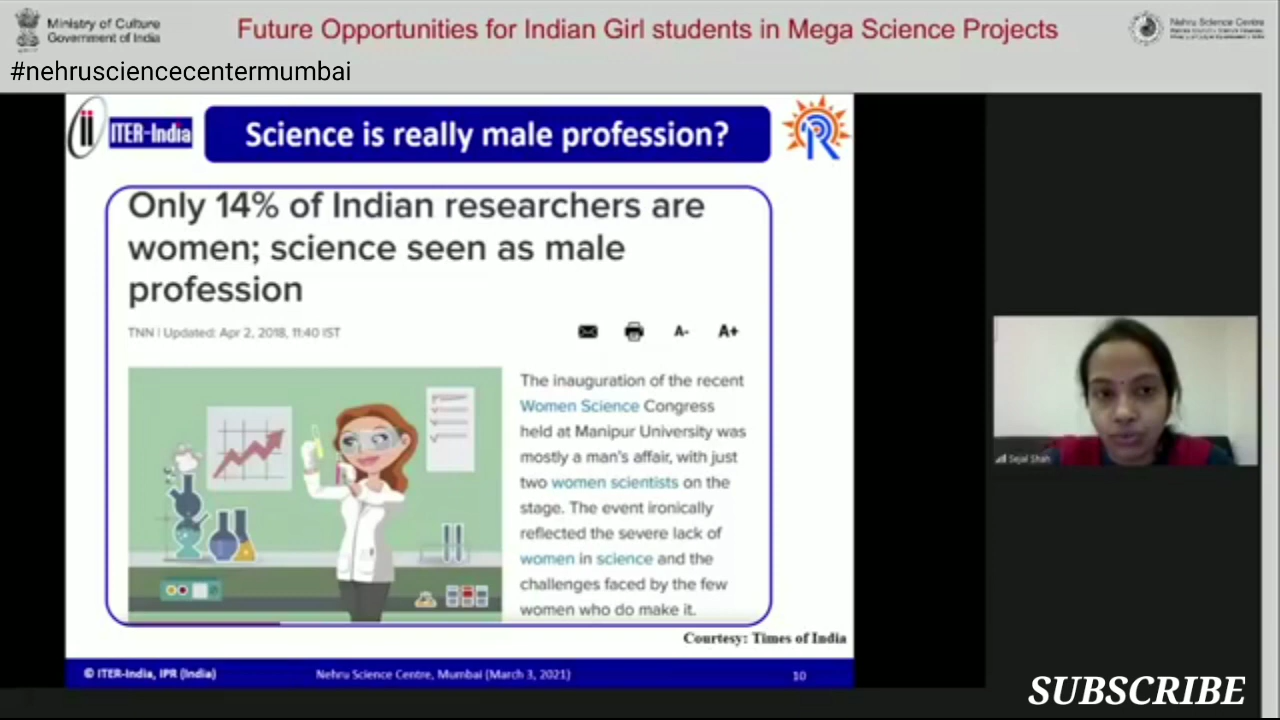 Ministry of Culture
Government of India
Future Opportunities for Indian Girl students in Mega Science Projects
Nehru Science Centre
#nehrusciencecentermumbai
ITER-India
Science is really male profession?
Only 14% of Indian researchers are
women; science seen as male
profession
TNN | Updated: Apr 2, 2018, 11:40 IST
A-
A+
The inauguration of the recent
Women Science Congress
held at Manipur University was
mostly a man's affair, with just
two women scientists on the
stage. The event ironically
reflected the severe lack of
women in science and the
challenges faced by the few
women who do make it.
Sejal Shah
Courtesy: Times of India
© ITER-India, IPR (India)
Nehru Science Centre, Mumbai (March 3, 2021)
10
SUBSCRIBE